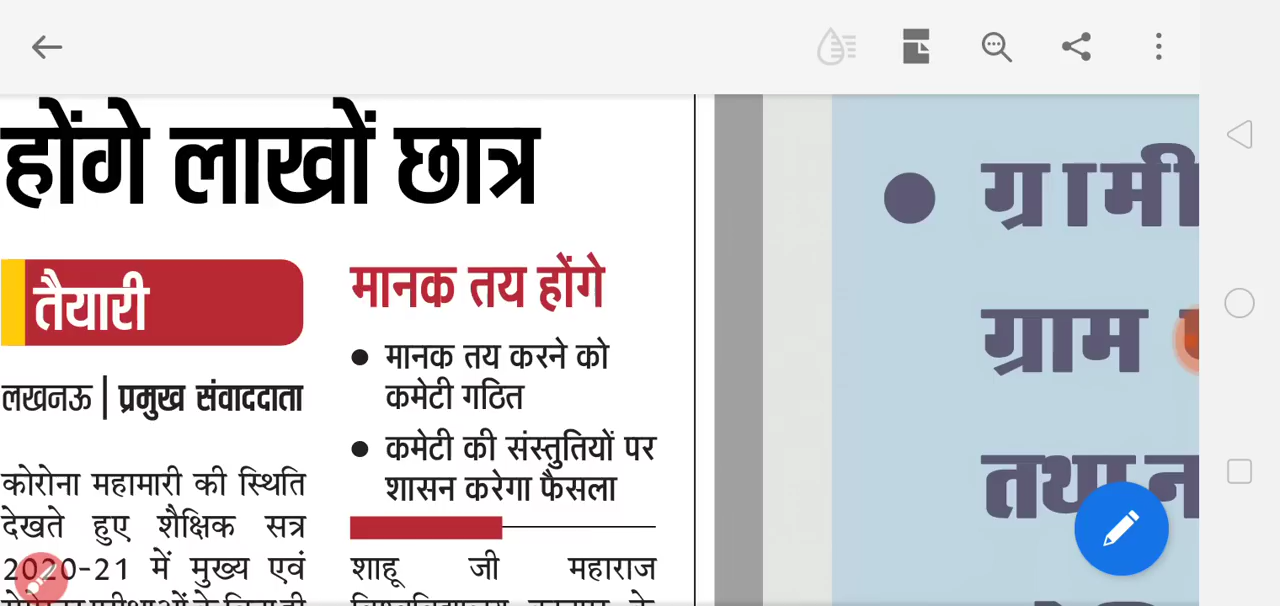 होंगे लाखों छात्र
तैयारी
लखनऊ | प्रमुख संवाददाता
कोरोना महामारी की स्थिति
देखते हुए शैक्षिक सत्र
2020-21 में मुख्य एवं
मानक तय होंगे
● मानक तय करने को
कमेटी गठित
● कमेटी की संस्तुतियों पर
शासन करेगा फैसला
शाहू जी महाराज
● ग्रामी
ग्राम
तथा न